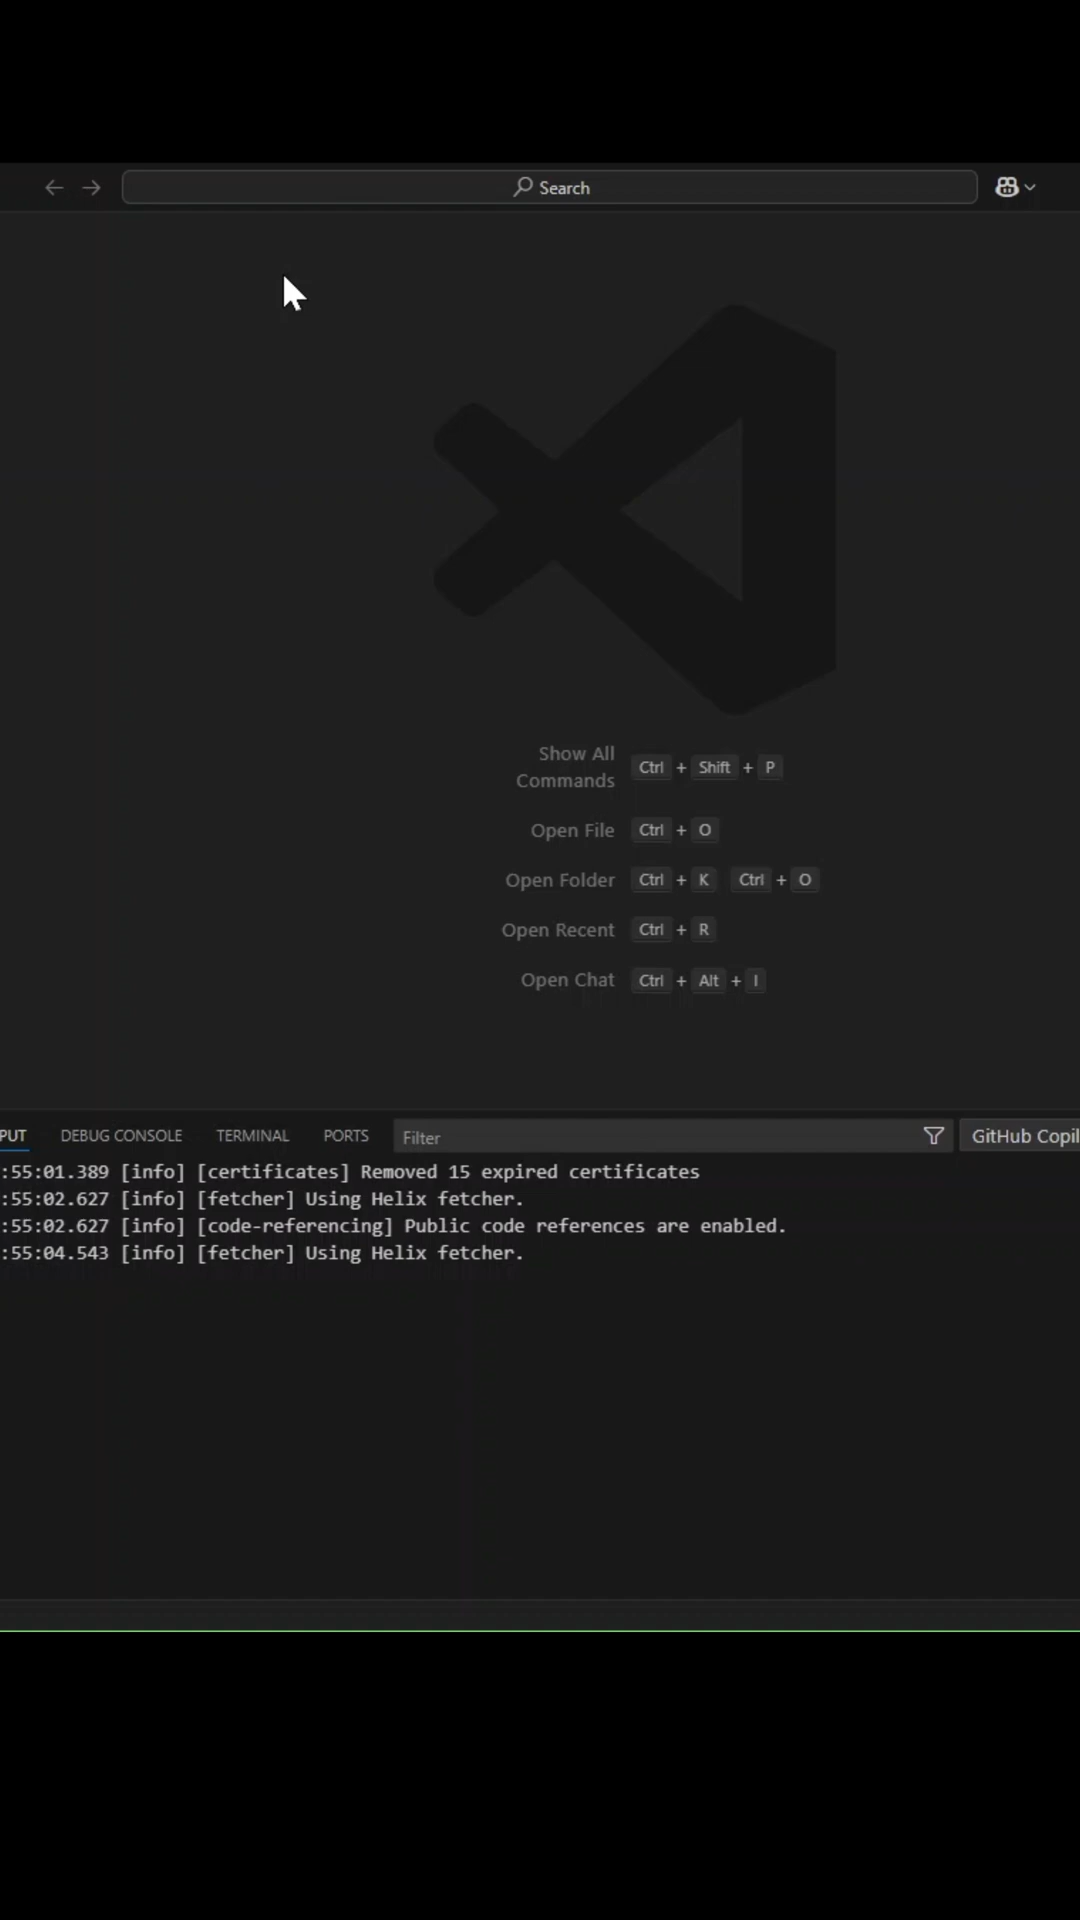 Search
Show All
Commands
Ctrl + Shift + P
Open File Ctrl + O
Open Folder Ctrl + K Ctrl + O
Open Recent Ctrl + R
Open Chat Ctrl + Alt + I
PUT DEBUG CONSOLE TERMINAL PORTS Filter GitHub Copil
:55:01.389 [info] [certificates] Removed 15 expired certificates
:55:02.627 [info] [fetcher] Using Helix fetcher.
:55:02.627 [info] [code-referencing] Public code references are enabled.
:55:04.543 [info] [fetcher] Using Helix fetcher.